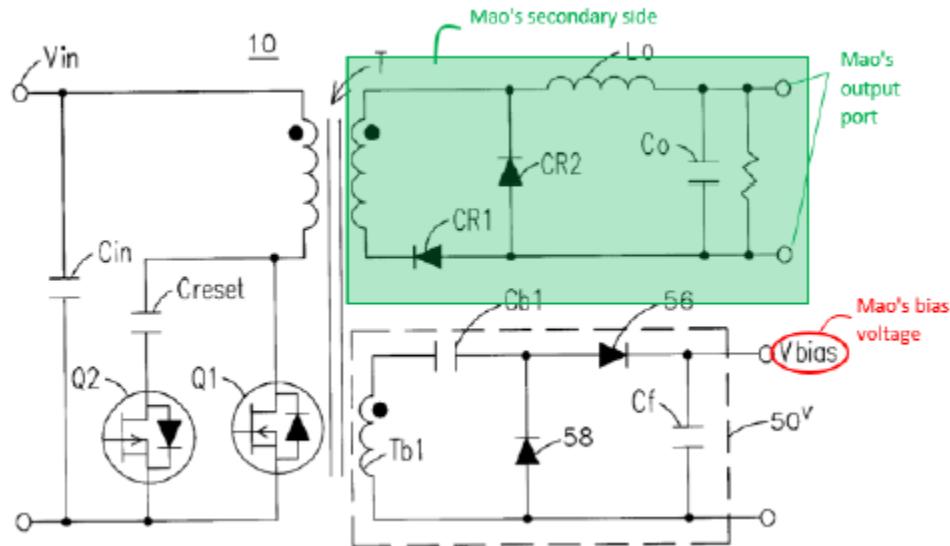 Mao's secondary side
Vin
10
T
Lo
Mao's
output
port
Co
CR2
CR1
Cin
Creset
Cb1
56
Mao's bias
voltage
Vbias
Q2
Q1
Cf
50V
58
Tb1